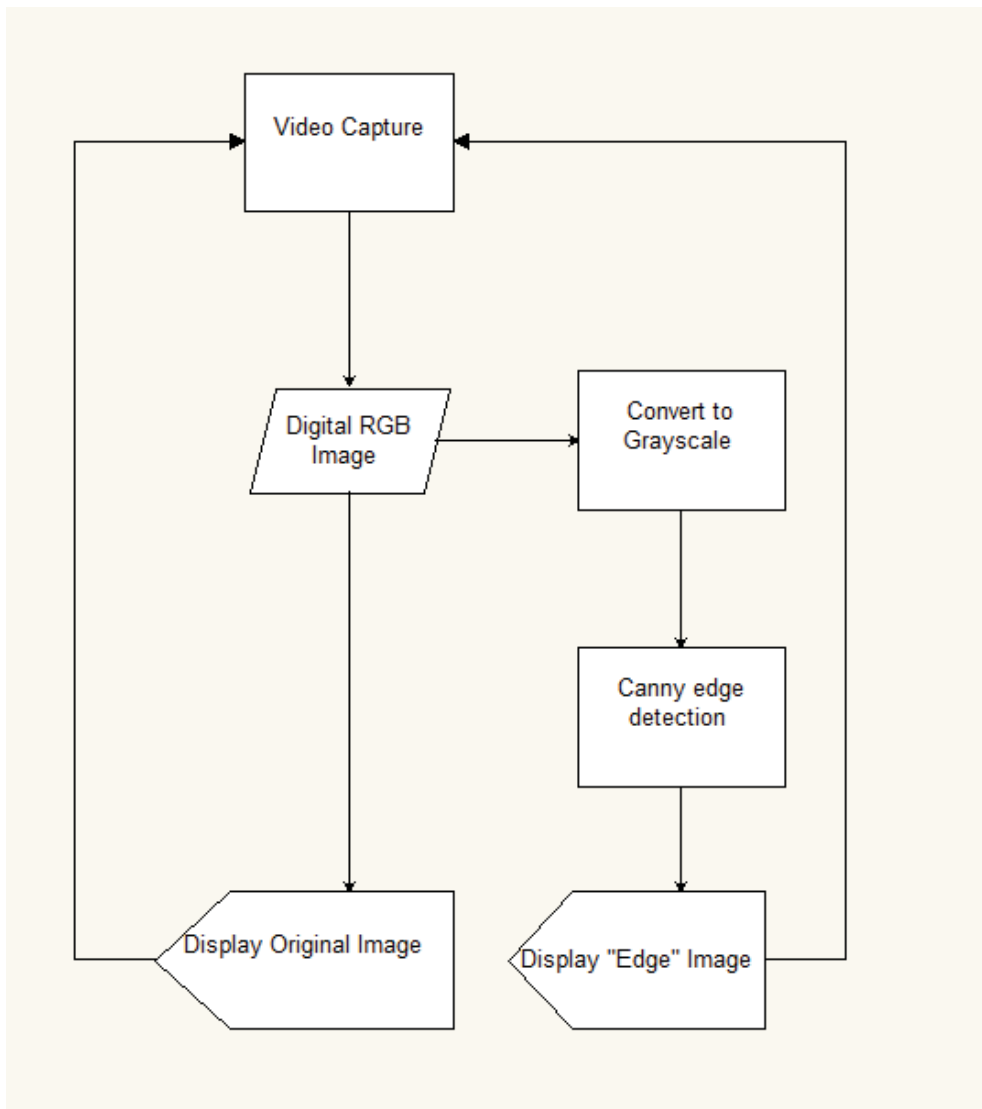 Video Capture
Digital RGB
Image
Convert to
Grayscale
Canny edge
detection
Display Original Image
Display "Edge" Image